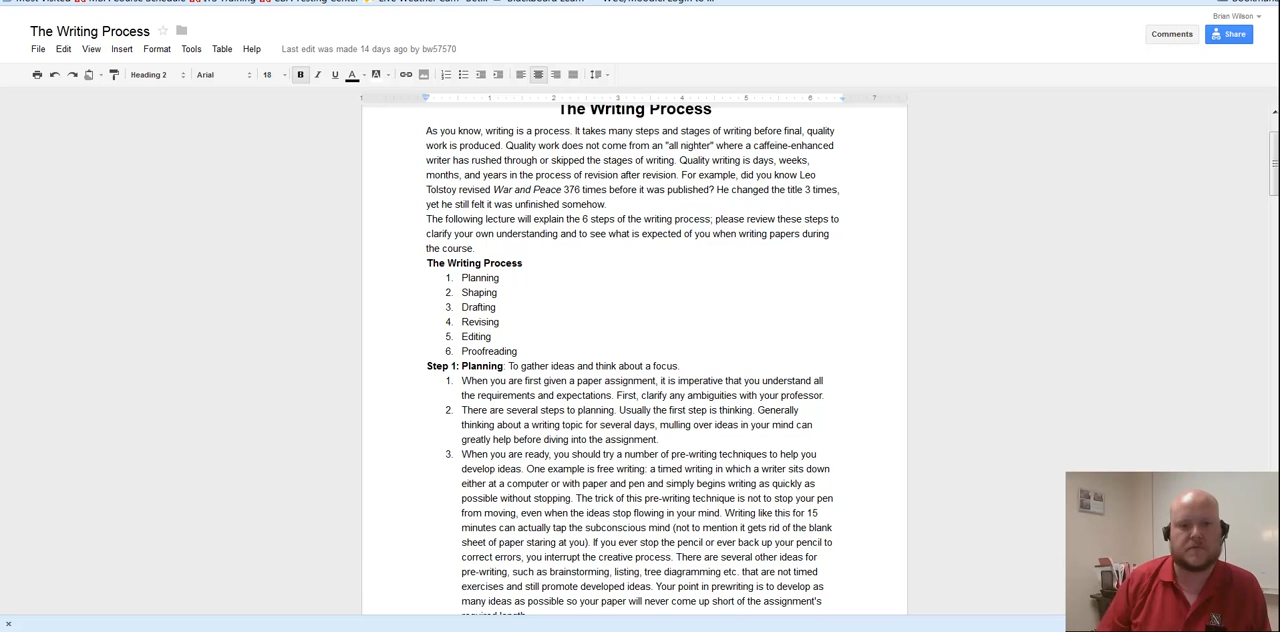 Brian Wilson
The Writing Process
Comments
Share
File Edit View Insert Format Tools Table Help Last edit was made 14 days ago by bw57570
Heading 2 Arial 18 B I U A A
1 1 2 3 4 5 6 7
The Writing Process
As you know, writing is a process. It takes many steps and stages of writing before final, quality
work is produced. Quality work does not come from an "all nighter" where a caffeine-enhanced
writer has rushed through or skipped the stages of writing. Quality writing is days, weeks,
months, and years in the process of revision after revision. For example, did you know Leo
Tolstoy revised War and Peace 376 times before it was published? He changed the title 3 times,
yet he still felt it was unfinished somehow.
The following lecture will explain the 6 steps of the writing process; please review these steps to
clarify your own understanding and to see what is expected of you when writing papers during
the course.
The Writing Process
1. Planning
2. Shaping
3. Drafting
4. Revising
5. Editing
6. Proofreading
Step 1: Planning: To gather ideas and think about a focus.
1. When you are first given a paper assignment, it is imperative that you understand all
the requirements and expectations. First, clarify any ambiguities with your professor.
2. There are several steps to planning. Usually the first step is thinking. Generally
thinking about a writing topic for several days, mulling over ideas in your mind can
greatly help before diving into the assignment.
3. When you are ready, you should try a number of pre-writing techniques to help you
develop ideas. One example is free writing: a timed writing in which a writer sits down
either at a computer or with paper and pen and simply begins writing as quickly as
possible without stopping. The trick of this pre-writing technique is not to stop your pen
from moving, even when the ideas stop flowing in your mind. Writing like this for 15
minutes can actually tap the subconscious mind (not to mention it gets rid of the blank
sheet of paper staring at you). If you ever stop the pencil or ever back up your pencil to
correct errors, you interrupt the creative process. There are several other ideas for
pre-writing, such as brainstorming, listing, tree diagramming etc. that are not timed
exercises and still promote developed ideas. Your point in prewriting is to develop as
many ideas as possible so your paper will never come up short of the assignment's
required length.